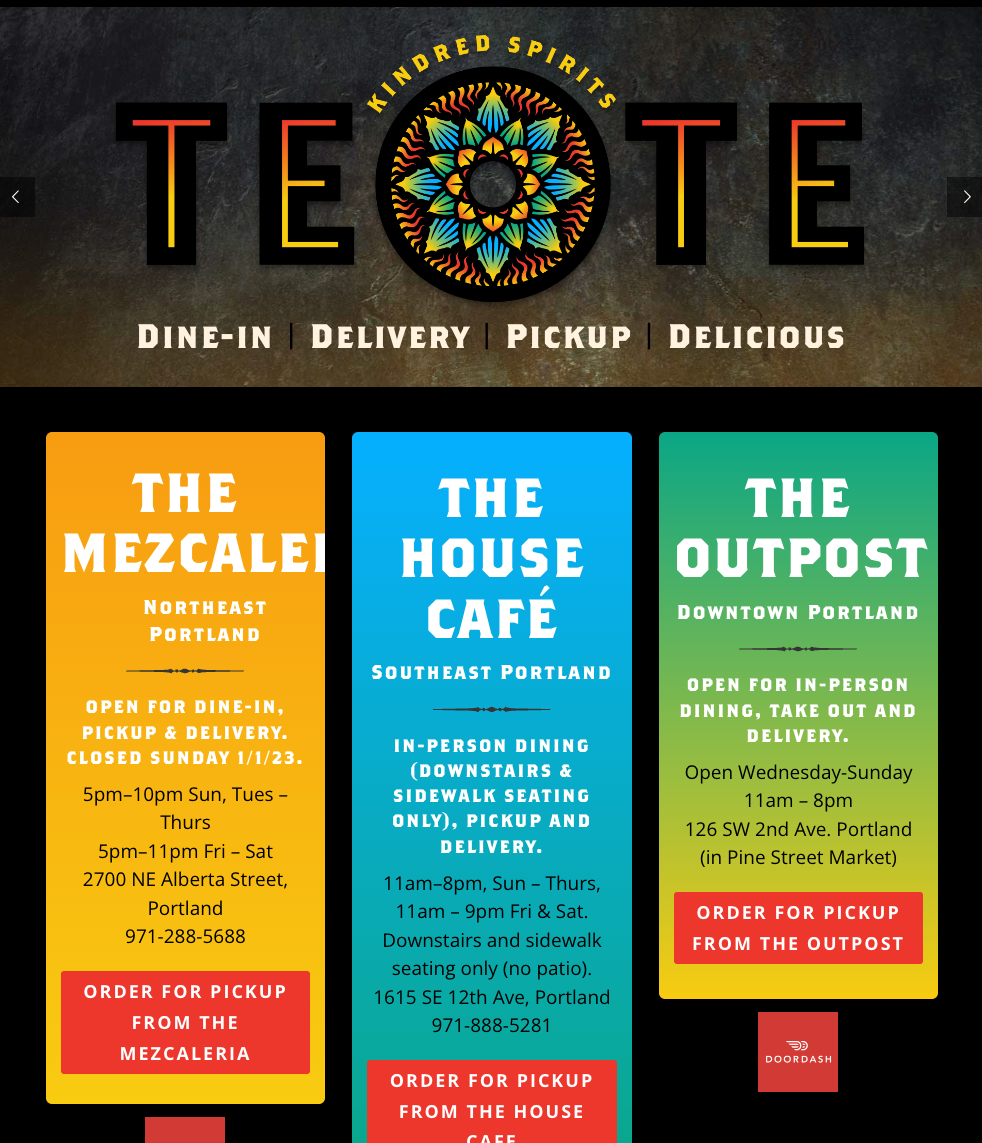 KINDRED SPIRITS
TEOTE
DINE-IN | DELIVERY | PICKUP | DELICIOUS
THE
MEZCALE
NORTHEAST
PORTLAND
OPEN FOR DINE-IN,
PICKUP & DELIVERY.
CLOSED SUNDAY 1/1/23.
5pm–10pm Sun, Tues –
Thurs
5pm–11pm Fri – Sat
2700 NE Alberta Street,
Portland
971-288-5688
ORDER FOR PICKUP
FROM THE
MEZCALERIA
THE
HOUSE
CAFÉ
SOUTHEAST PORTLAND
IN-PERSON DINING
(DOWNSTAIRS &
SIDEWALK SEATING
ONLY), PICKUP AND
DELIVERY.
11am–8pm, Sun – Thurs,
11am – 9pm Fri & Sat.
Downstairs and sidewalk
seating only (no patio).
1615 SE 12th Ave, Portland
971-888-5281
ORDER FOR PICKUP
FROM THE HOUSE
CAFE
THE
OUTPOST
DOWNTOWN PORTLAND
OPEN FOR IN-PERSON
DINING, TAKE OUT AND
DELIVERY.
Open Wednesday-Sunday
11am – 8pm
126 SW 2nd Ave. Portland
(in Pine Street Market)
ORDER FOR PICKUP
FROM THE OUTPOST
DOORDASH